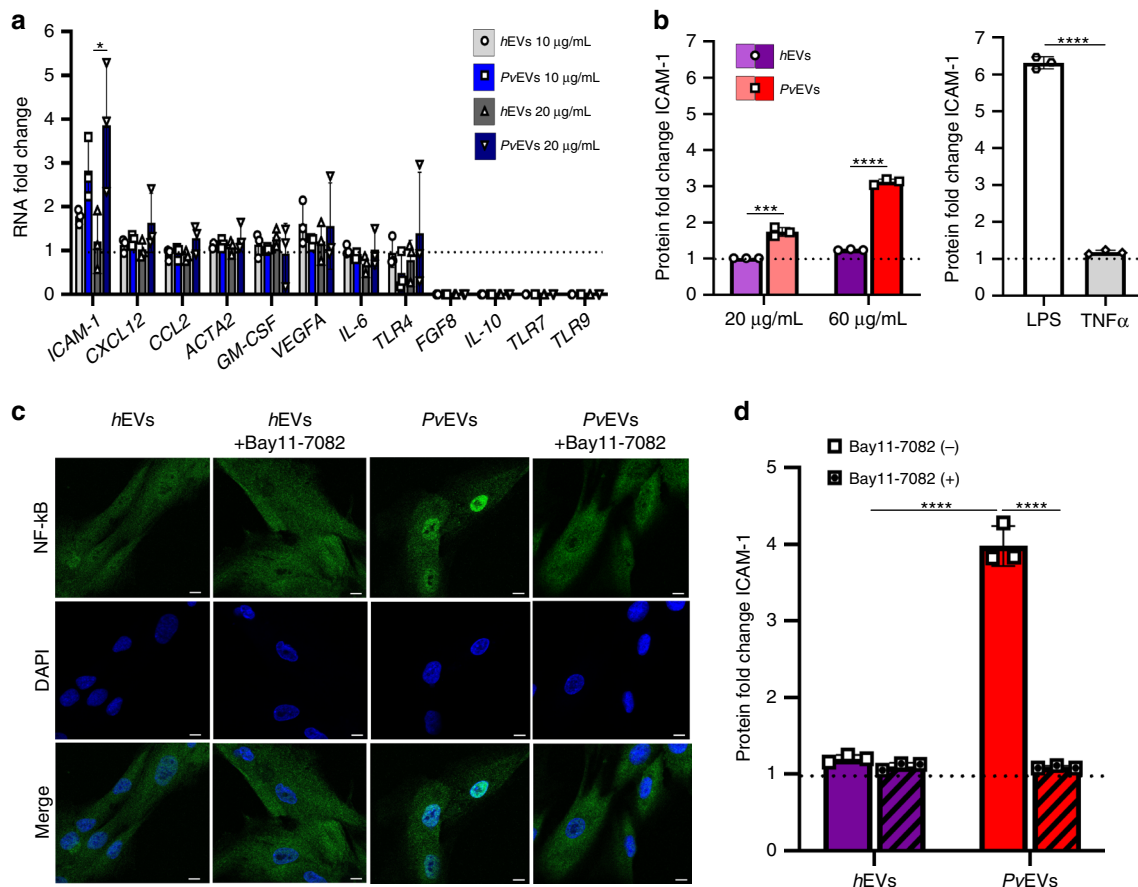 a
RNA fold change
6
5
4
3
2
1
0
*
hEVs 10 μg/mL
PvEVs 10 μg/mL
hEVs 20 μg/mL
PvEVs 20 μg/mL
ICAM-1
CXCL12
CCL2
ACTA2
GM-CSF
VEGFA
IL-6
TLR4
FGF8
IL-10
TLR7
TLR9
b
Protein fold change ICAM-1
7
6
5
4
3
2
1
0
hEVs
PvEVs
***
****
20 μg/mL
60 μg/mL
Protein fold change ICAM-1
7
6
5
4
3
2
1
0
****
LPS
TNFα
c
hEVs
hEVs
+Bay11-7082
PvEVs
PvEVs
+Bay11-7082
NF-kB
DAPI
Merge
d
Bay11-7082 (–)
Bay11-7082 (+)
Protein fold change ICAM-1
5
4
3
2
1
0
****
****
hEVs
PvEVs